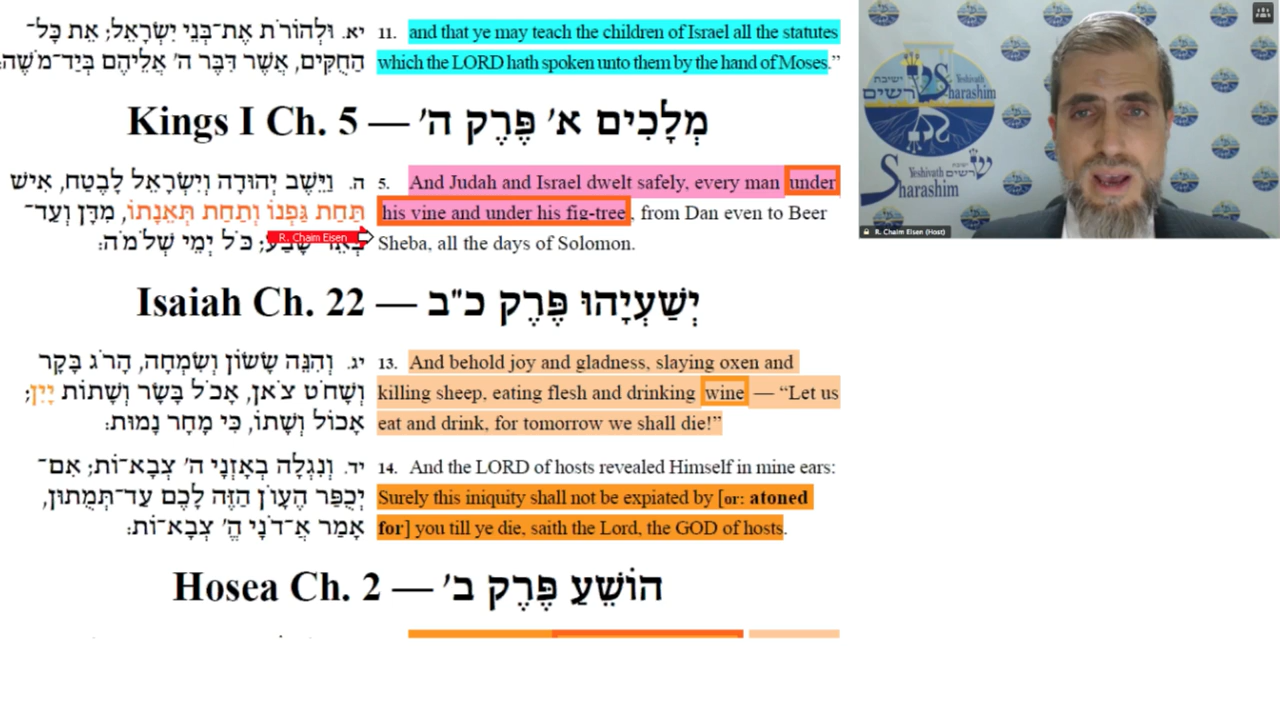 יא. וּלְהוֹרֹת אֶת־בְּנֵי יִשְׂרָאֵל; אֵת כָּל־
11. and that ye may teach the children of Israel all the statutes
הַחֻקִּים, אֲשֶׁר דִּבֶּר ה' אֲלֵיהֶם בְּיַד־מֹשֶׁה
which the LORD hath spoken unto them by the hand of Moses.”
Kings I Ch. 5 — מְלָכִים א' פֶּרֶק ה'
ה. וַיֵּשֶׁב יְהוּדָה וְיִשְׂרָאֵל לָבֶטַח, אִישׁ
5. And Judah and Israel dwelt safely, every man under
תַּחַת גַּפְנוֹ וְתַחַת תְּאֵנָתוֹ, מִדָּן וְעַד־
his vine and under his fig-tree, from Dan even to Beer
כֹּל יְמֵי שְׁלֹמֹה:
Sheba, all the days of Solomon.
R. Chaim Eisen
Isaiah Ch. 22 — יְשַׁעְיָהוּ פֶּרֶק כ"ב
יג. וְהִנֵּה שָׂשׂוֹן וְשִׂמְחָה, הָרֹג בָּקָר
13. And behold joy and gladness, slaying oxen and
וְשָׁחֹט צֹאן, אָכֹל בָּשָׂר וְשָׁתוֹת יָיִן;
killing sheep, eating flesh and drinking wine — “Let us
אָכוֹל וְשָׁתוֹ, כִּי מָחָר נָמוּת:
eat and drink, for tomorrow we shall die!”
יד. וְנִגְלָה בְאָזְנָי ה' צְבָא־וֹת; אִם־
14. And the LORD of hosts revealed Himself in mine ears:
יְכֻפַּר הֶעָוֹן הַזֶּה לָכֶם עַד־תְּמֻתוּן,
Surely this iniquity shall not be expiated by [or: atoned
אָמַר אֲ־דֹנָי ה' צְבָא־וֹת:
for] you till ye die, saith the Lord, the GOD of hosts.
Hosea Ch. 2 — הוֹשֵׁעַ פֶּרֶק ב'
ישיבת
שרשים
Yeshivath
Sharashim
ישיבת שרשים
Yeshivath
Sharashim
R. Chaim Eisen (Host)